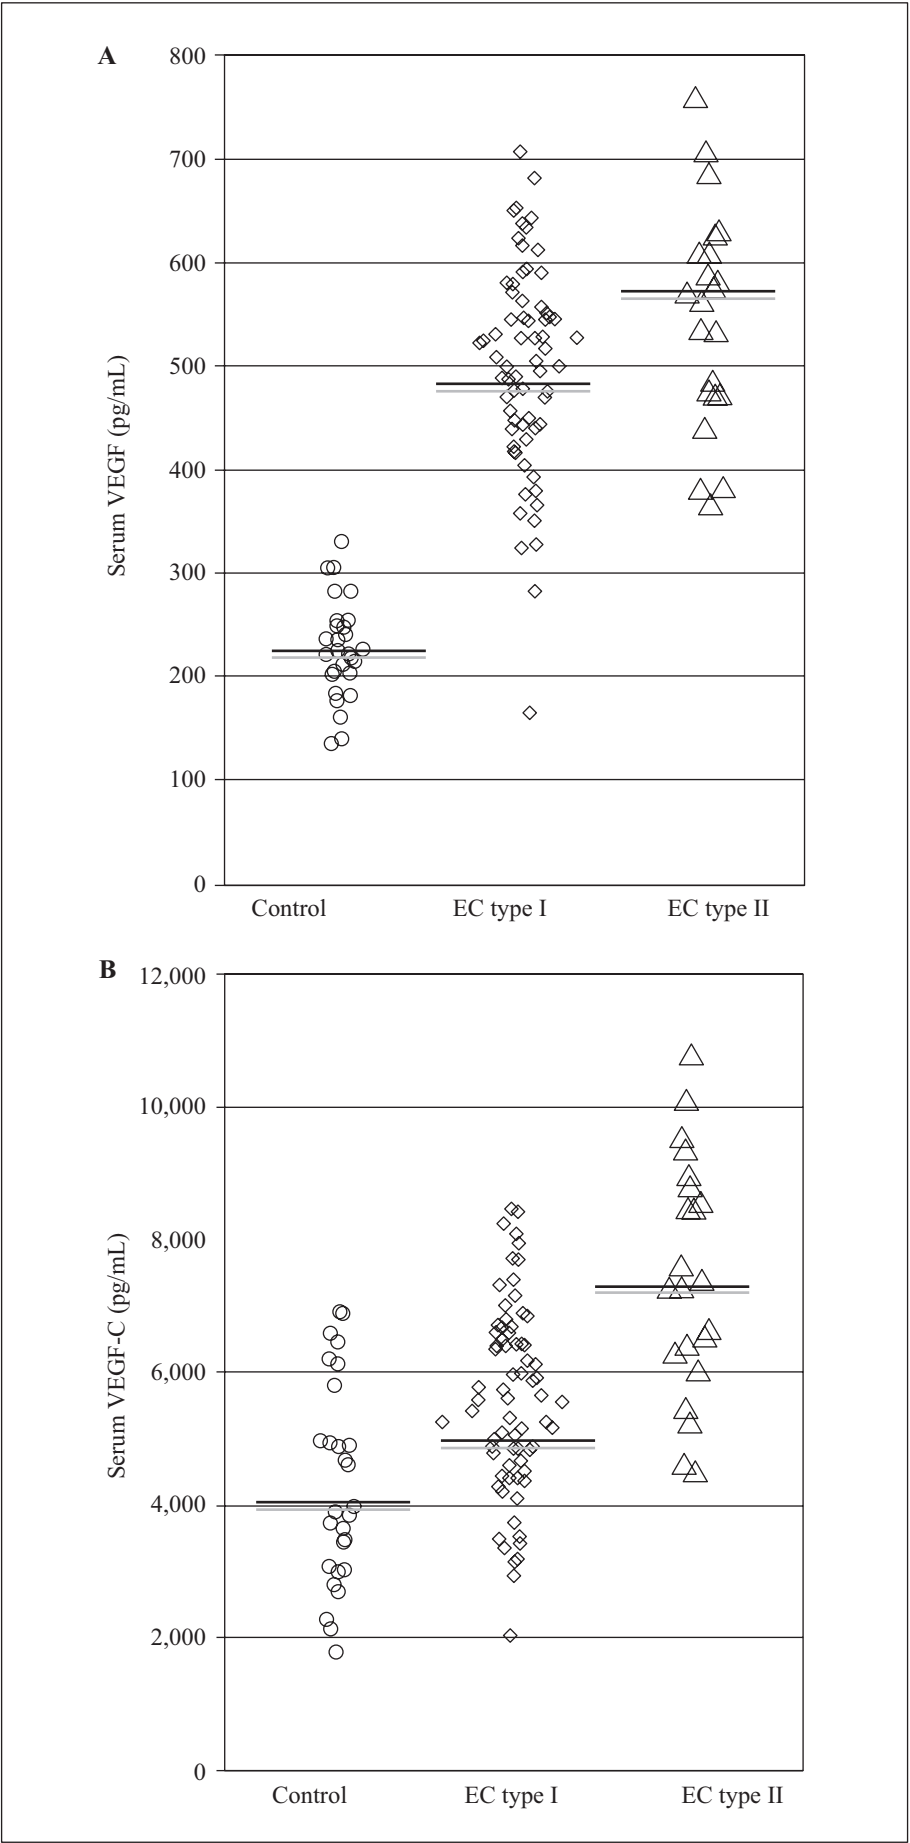 A
800
700
600
500
400
300
200
100
0
Serum VEGF (pg/mL)
Control EC type I EC type II
B
12,000
10,000
8,000
6,000
4,000
2,000
0
Serum VEGF-C (pg/mL)
Control EC type I EC type II